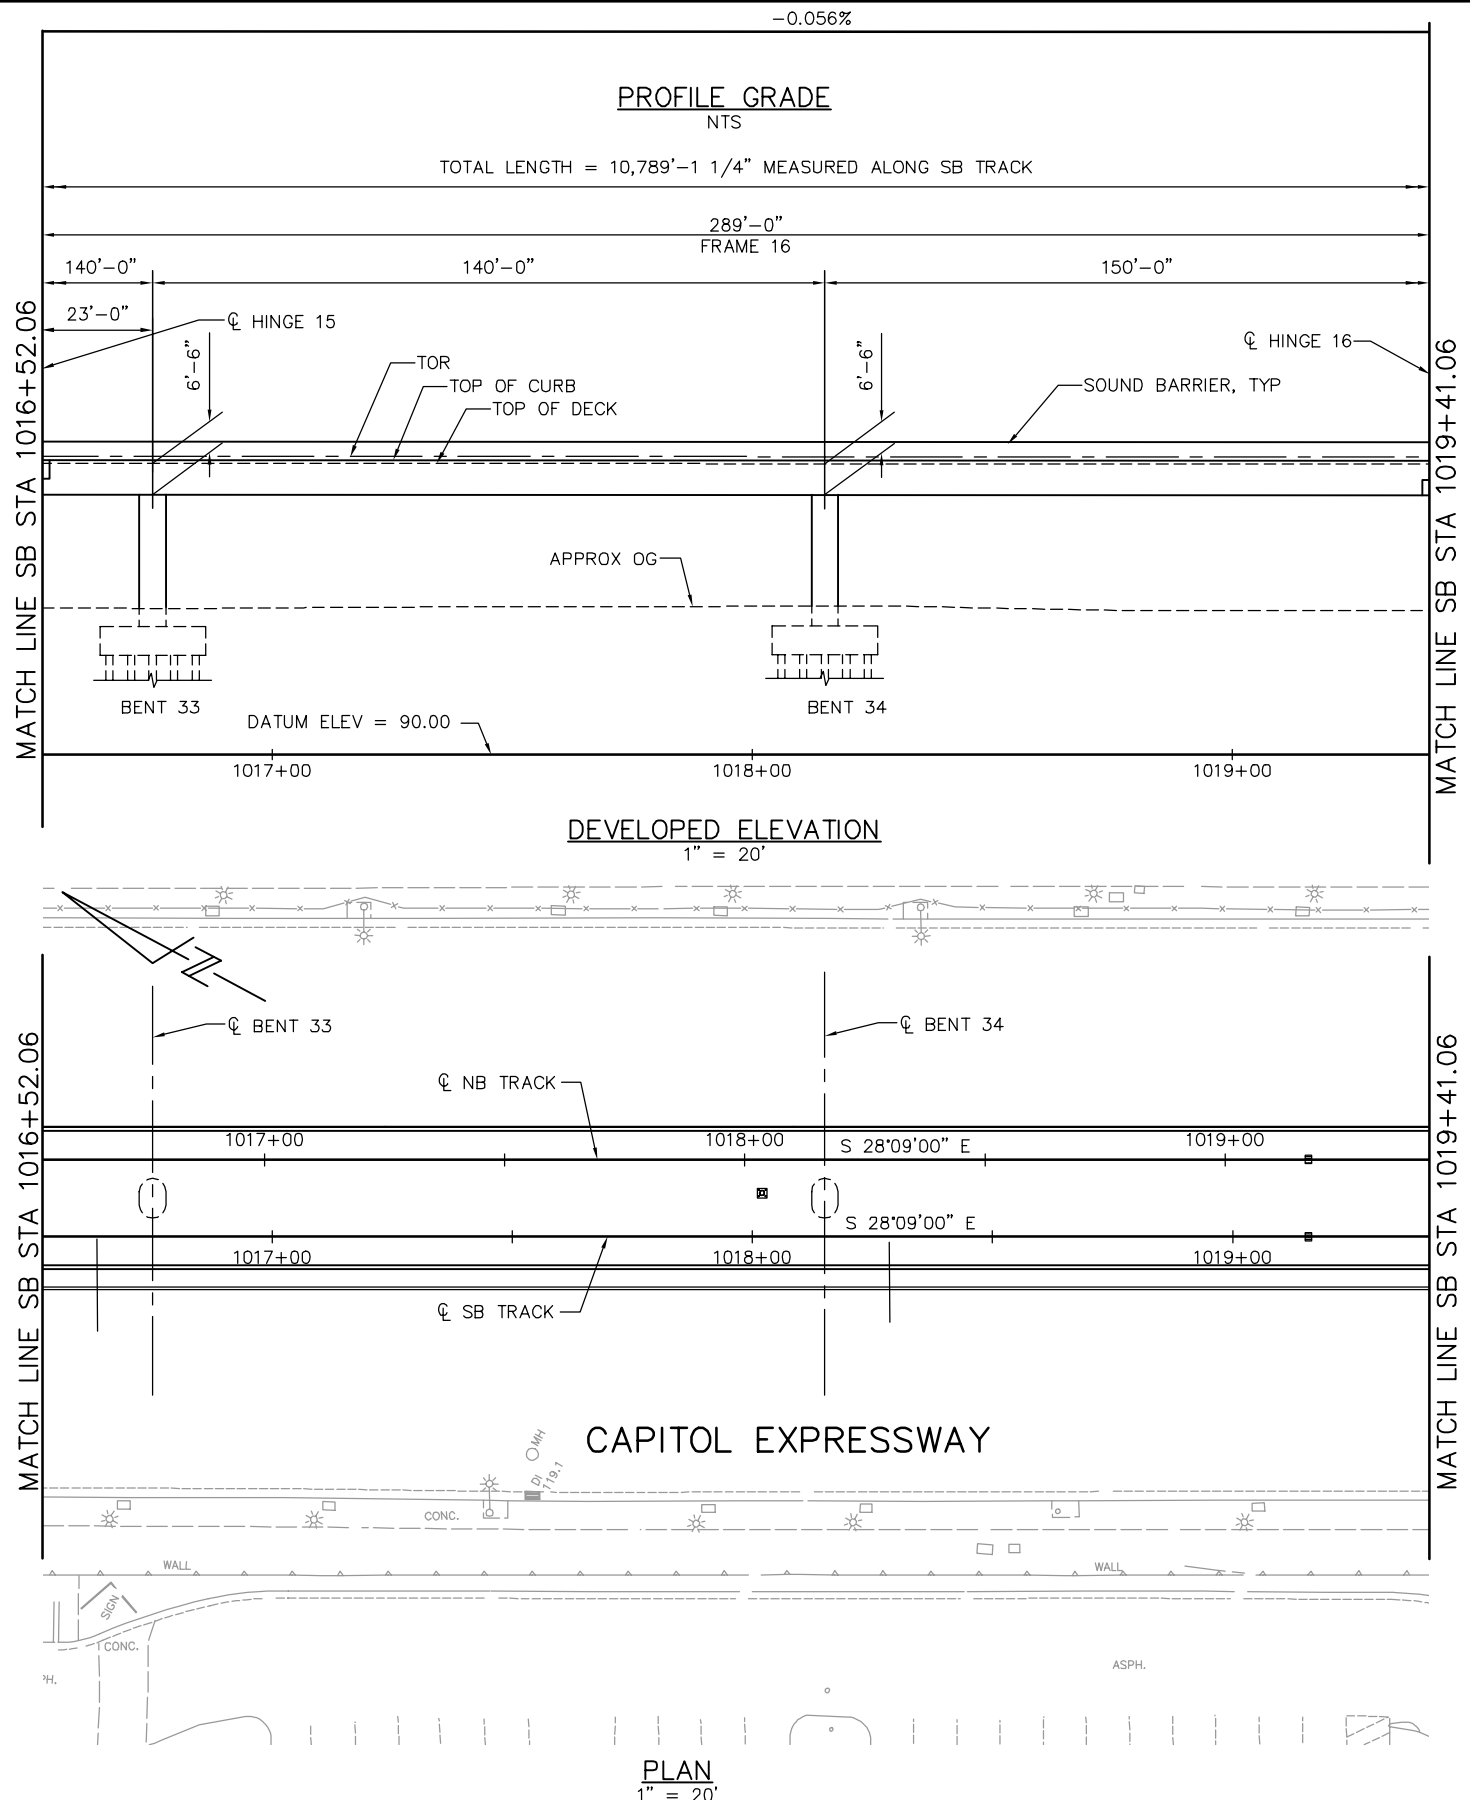 -0.056%
PROFILE GRADE
NTS
TOTAL LENGTH = 10,789'-1 1/4" MEASURED ALONG SB TRACK
289'-0"
FRAME 16
140'-0"
140'-0"
150'-0"
23'-0"
℄ HINGE 15
6'-6"
TOR
TOP OF CURB
TOP OF DECK
6'-6"
℄ HINGE 16
SOUND BARRIER, TYP
MATCH LINE SB STA 1016+52.06
MATCH LINE SB STA 1019+41.06
APPROX OG
BENT 33
BENT 34
DATUM ELEV = 90.00
1017+00
1018+00
1019+00
DEVELOPED ELEVATION
1" = 20'
℄ BENT 33
℄ BENT 34
℄ NB TRACK
1017+00
1018+00
1019+00
S 28°09'00" E
S 28°09'00" E
1017+00
1018+00
1019+00
℄ SB TRACK
MATCH LINE SB STA 1016+52.06
MATCH LINE SB STA 1019+41.06
CAPITOL EXPRESSWAY
MH
DI
119.1
CONC.
WALL
WALL
SIGN
CONC.
PH.
ASPH.
PLAN
1" = 20'